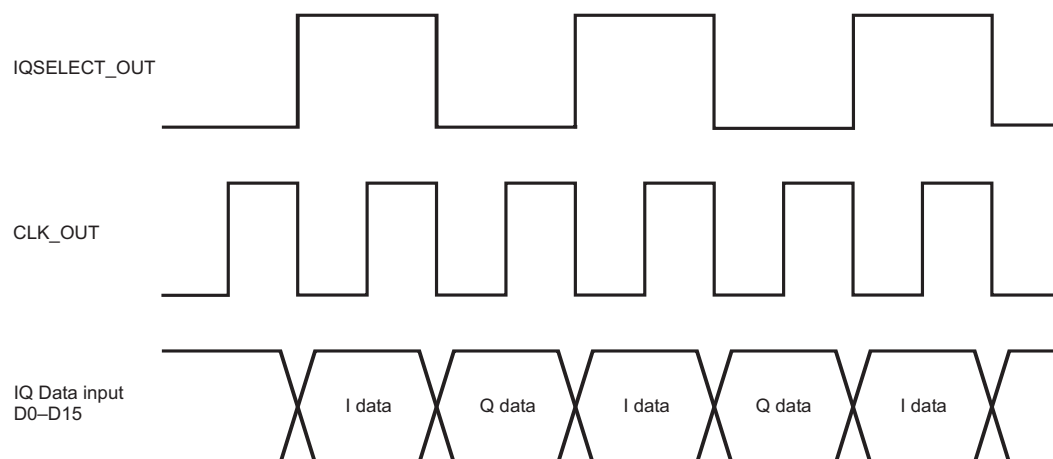 IQSELECT_OUT
CLK_OUT
IQ Data input
D0–D15
I data
Q data
I data
Q data
I data